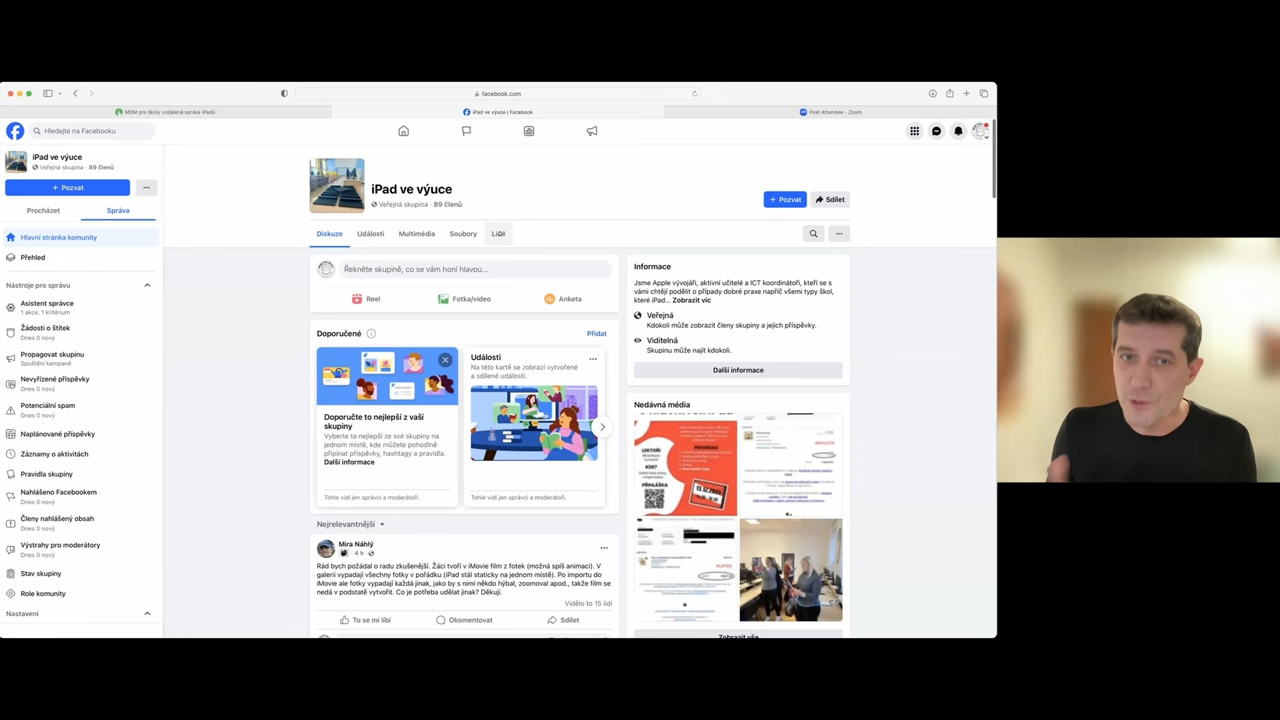 facebook.com
MDM pro školy vzdálená správa iPadů
iPad ve výuce | Facebook
Post Attendee - Zoom
Hledejte na Facebooku
iPad ve výuce
Veřejná skupina · 89 členů
+ Pozvat
Procházet
Správa
Hlavní stránka komunity
Přehled
Nástroje pro správu
Asistent správce
1 akce, 1 kritérium
Žádosti o štítek
Dnes 0 nový
Propagovat skupinu
Spuštění kampaně
Nevyřízené příspěvky
Dnes 0 nový
Potenciální spam
Dnes 0 nový
Naplánované příspěvky
Záznamy o aktivitách
Pravidla skupiny
Nahlášeno Facebookem
Dnes 0 nový
Členy nahlášený obsah
Dnes 0 nový
Výstrahy pro moderátory
Dnes 0 nový
Stav skupiny
Role komunity
Nastavení
iPad ve výuce
Veřejná skupina · 89 členů
+ Pozvat
Sdílet
Diskuze
Události
Multimédia
Soubory
Lidé
Řekněte skupině, co se vám honí hlavou...
Reel
Fotka/video
Anketa
Doporučené
Přidat
Doporučte to nejlepší z vaší
skupiny
Vyberte to nejlepší ze své skupiny na
jednom místě, kde můžete pohodlně
připínat příspěvky, hashtagy a pravidla.
Další informace
Tohle vidí jen správci a moderátoři.
Události
Na této kartě se zobrazí vytvořené
a sdílené události.
Tohle vidí jen správci a moderátoři.
Nejrelevantnější
Mira Náhlý
4 h
Rád bych požádal o radu zkušenější. Žáci tvoří v iMovie film z fotek (možná spíš animaci). V
galerii vypadají všechny fotky v pořádku (iPad stál staticky na jednom místě). Po importu do
iMovie ale fotky vypadají každá jinak, jako by s nimi někdo hýbal, zoomoval apod., takže film se
nedá v podstatě vytvořit. Co je potřeba udělat jinak? Děkuji.
Vidělo to 15 lidí
To se mi líbí
Okomentovat
Sdílet
Informace
Jsme Apple vývojáři, aktivní učitelé a ICT koordinátoři, kteří se s
vámi chtějí podělit o případy dobré praxe napříč všemi typy škol,
které iPad... Zobrazit víc
Veřejná
Kdokoli může zobrazit členy skupiny a jejich příspěvky.
Viditelná
Skupinu může najít kdokoli.
Další informace
Nedávná média
PROGRAM
LEKTOŘI
KDE?
PŘIHLÁŠKA
Zobrazit vše